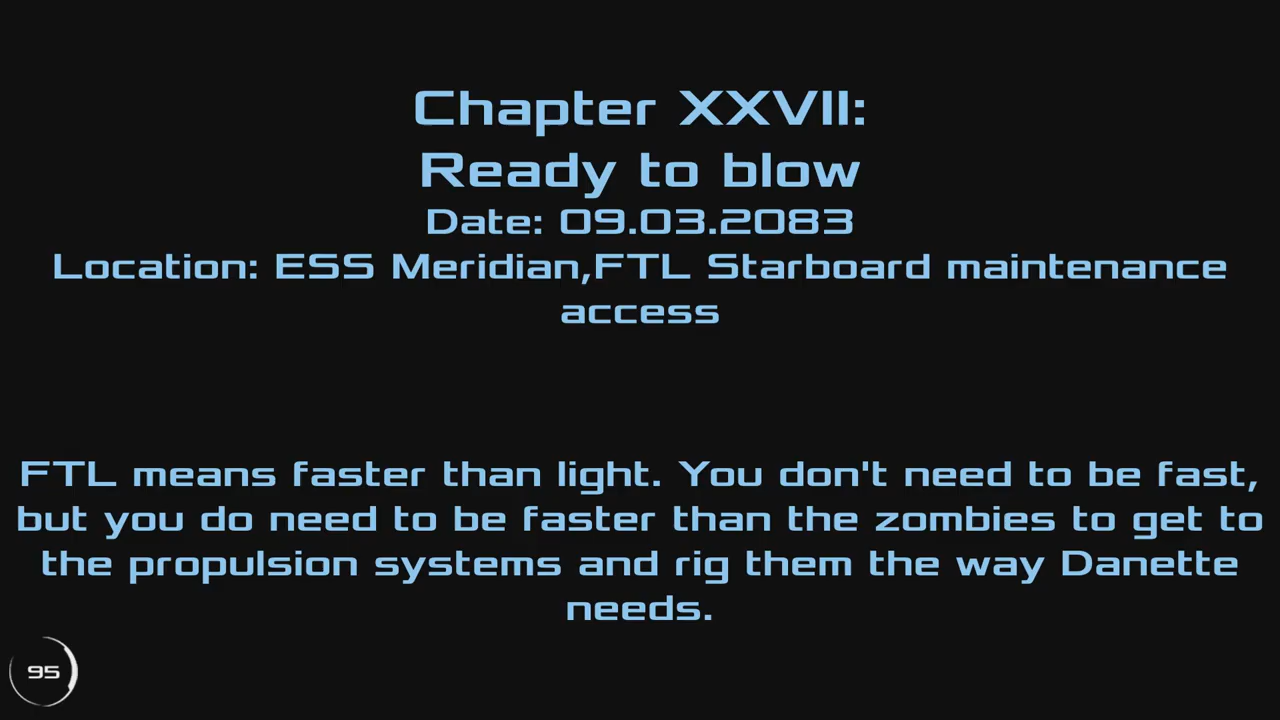 Chapter XXVII:
Ready to blow
Date: 09.03.2083
Location: ESS Meridian,FTL Starboard maintenance
access
FTL means faster than light. You don't need to be fast,
but you do need to be faster than the zombies to get to
the propulsion systems and rig them the way Danette
needs.
95